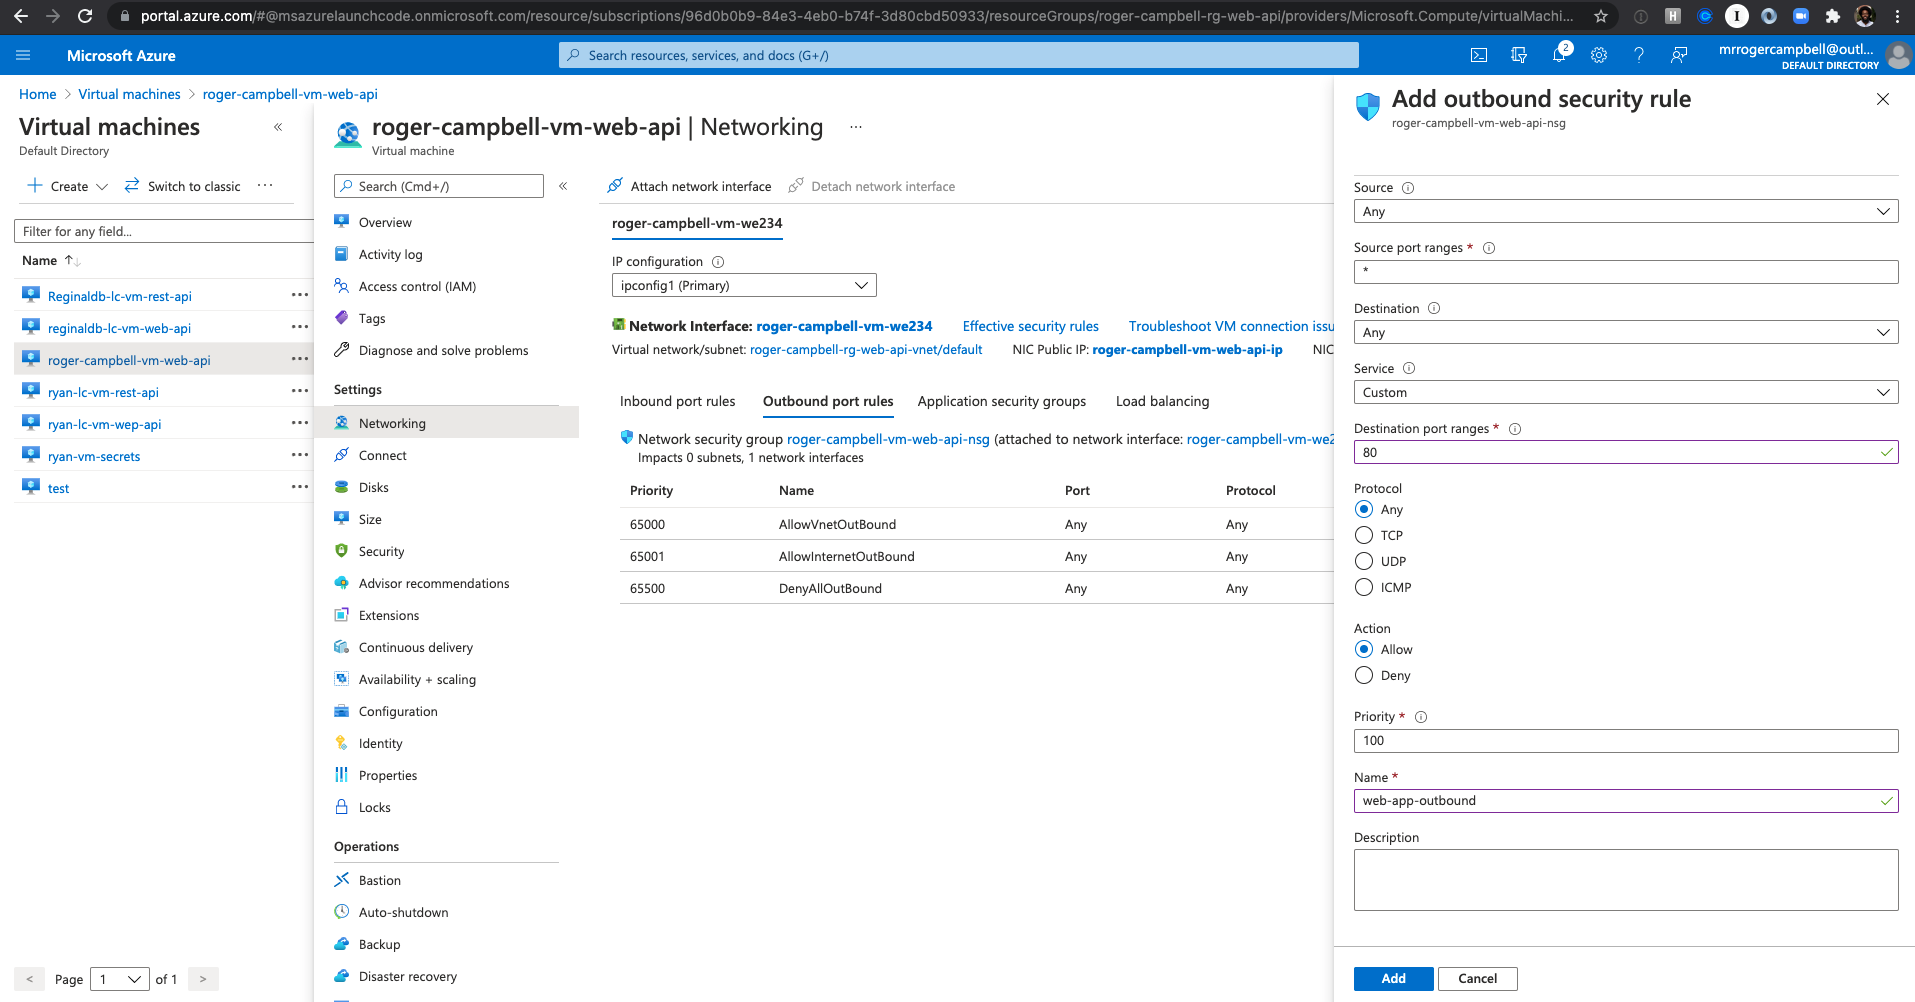 portal.azure.com/#@msazurelaunchcode.onmicrosoft.com/resource/subscriptions/96d0b0b9-84e3-4eb0-b74f-3d80cbd50933/resourceGroups/roger-campbell-rg-web-api/providers/Microsoft.Compute/virtualMachi...
Microsoft Azure
Search resources, services, and docs (G+/)
2
mrrogercampbell@outl...
DEFAULT DIRECTORY
Home > Virtual machines > roger-campbell-vm-web-api
Virtual machines
Default Directory
+ Create
Switch to classic
...
Filter for any field...
Name
Reginaldb-lc-vm-rest-api
reginaldb-lc-vm-web-api
roger-campbell-vm-web-api
ryan-lc-vm-rest-api
ryan-lc-vm-wep-api
ryan-vm-secrets
test
< Page 1 of 1 >
roger-campbell-vm-web-api | Networking ...
Virtual machine
Search (Cmd+/)
Overview
Activity log
Access control (IAM)
Tags
Diagnose and solve problems
Settings
Networking
Connect
Disks
Size
Security
Advisor recommendations
Extensions
Continuous delivery
Availability + scaling
Configuration
Identity
Properties
Locks
Operations
Bastion
Auto-shutdown
Backup
Disaster recovery
Attach network interface Detach network interface
roger-campbell-vm-we234
IP configuration
ipconfig1 (Primary)
Network Interface: roger-campbell-vm-we234 Effective security rules Troubleshoot VM connection issu
Virtual network/subnet: roger-campbell-rg-web-api-vnet/default NIC Public IP: roger-campbell-vm-web-api-ip NIC
Inbound port rules Outbound port rules Application security groups Load balancing
Network security group roger-campbell-vm-web-api-nsg (attached to network interface: roger-campbell-vm-we2
Impacts 0 subnets, 1 network interfaces
Priority Name Port Protocol
65000 AllowVnetOutBound Any Any
65001 AllowInternetOutBound Any Any
65500 DenyAllOutBound Any Any
Add outbound security rule
roger-campbell-vm-web-api-nsg
Source
Any
Source port ranges *
*
Destination
Any
Service
Custom
Destination port ranges *
80
Protocol
Any
TCP
UDP
ICMP
Action
Allow
Deny
Priority *
100
Name *
web-app-outbound
Description
Add Cancel